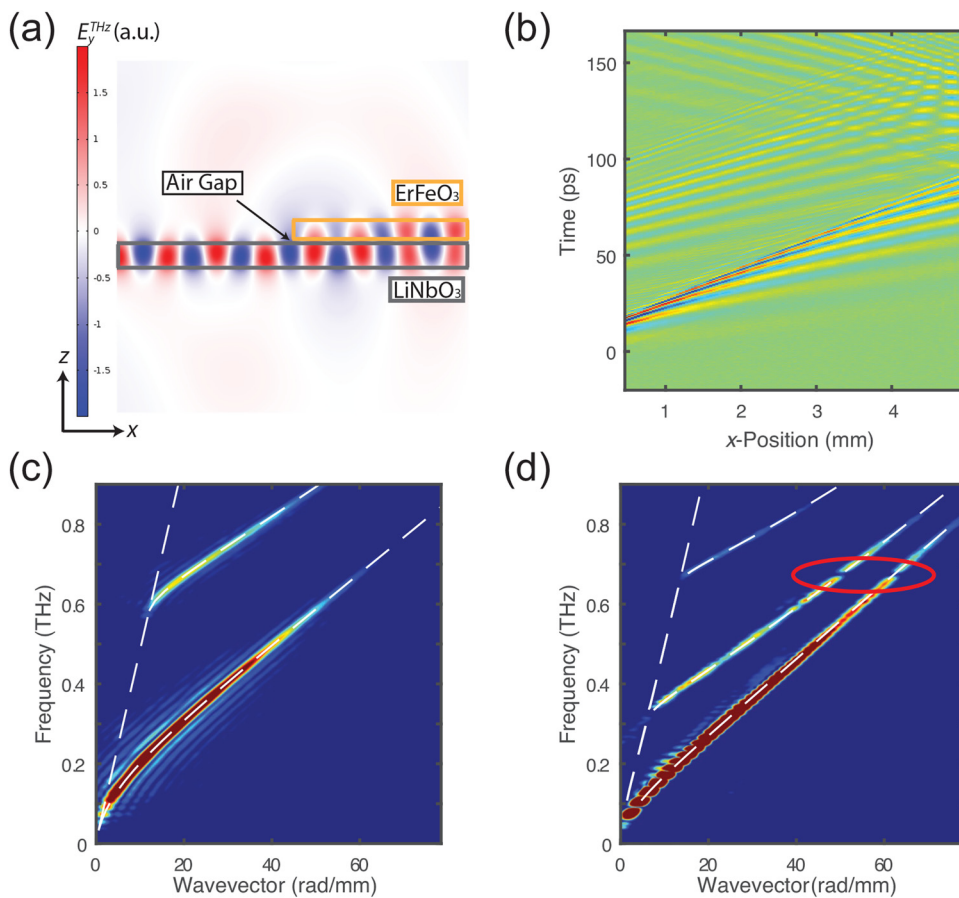 (a)
E_y^THz (a.u.)
1.5
1
0.5
0
-0.5
-1
-1.5
Air Gap
ErFeO₃
LiNbO₃
z
x
(b)
150
100
50
0
Time (ps)
1 2 3 4
x-Position (mm)
(c)
0.8
0.6
0.4
0.2
0
Frequency (THz)
0 20 40 60
Wavevector (rad/mm)
(d)
0.8
0.6
0.4
0.2
0
Frequency (THz)
0 20 40 60
Wavevector(rad/mm)